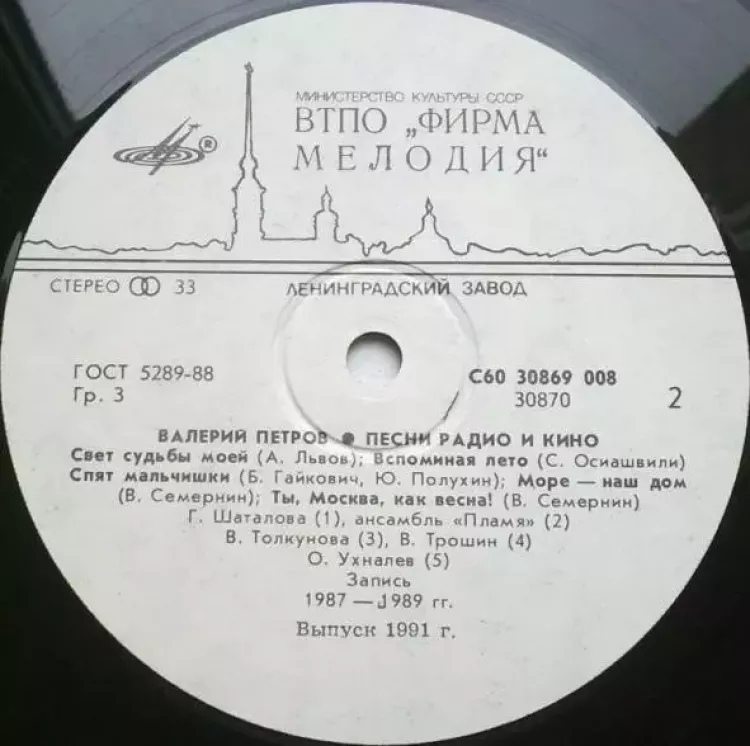 МИНИСТЕРСТВО КУЛЬТУРЫ СССР
ВТПО „ФИРМА
МЕЛОДИЯ“
®
СТЕРЕО 33
ЛЕНИНГРАДСКИЙ ЗАВОД
ГОСТ 5289-88
С60 30869 008
Гр. 3
30870
2
ВАЛЕРИЙ ПЕТРОВ ● ПЕСНИ РАДИО И КИНО
Свет судьбы моей (А. Львов); Вспоминая лето (С. Осиашвили)
Спят мальчишки (Б. Гайкович, Ю. Полухин); Море — наш дом
(В. Семернин); Ты, Москва, как весна! (В. Семернин)
Г. Шаталова (1), ансамбль «Пламя» (2)
В. Толкунова (3), В. Трошин (4)
О. Ухналев (5)
Запись
1987 — 1989 гг.
Выпуск 1991 г.